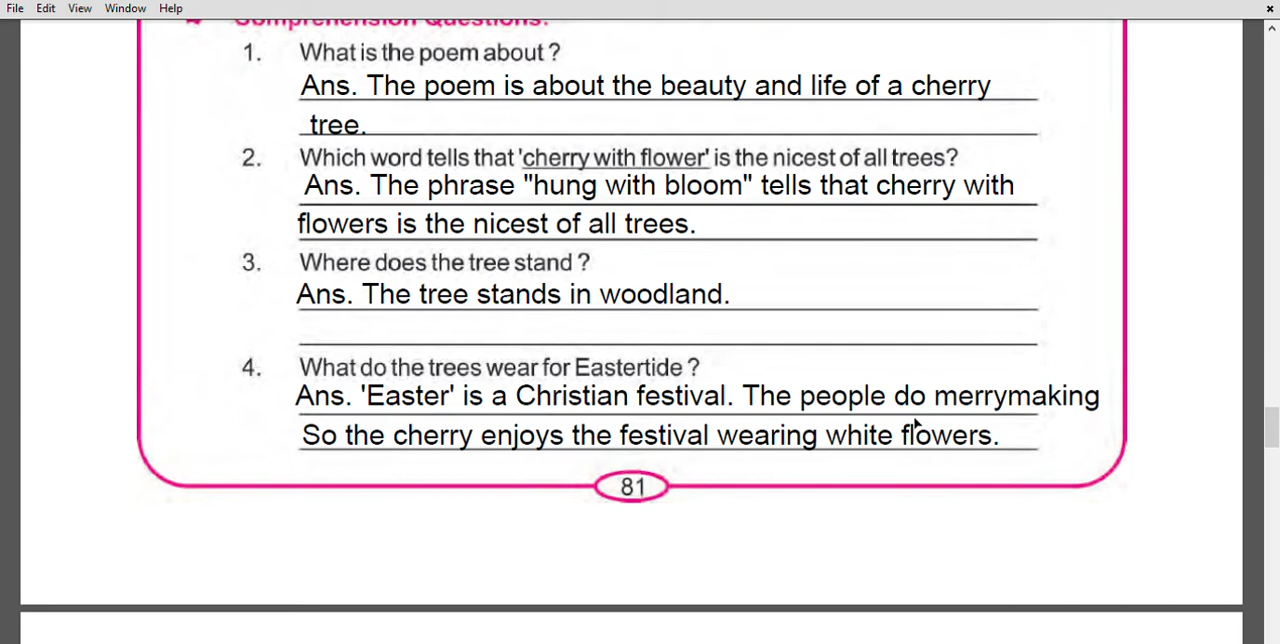 File Edit View Window Help
Comprehension Questions:
1. What is the poem about ?
Ans. The poem is about the beauty and life of a cherry
tree.
2. Which word tells that 'cherry with flower' is the nicest of all trees?
Ans. The phrase "hung with bloom" tells that cherry with
flowers is the nicest of all trees.
3. Where does the tree stand ?
Ans. The tree stands in woodland.
4. What do the trees wear for Eastertide ?
Ans. 'Easter' is a Christian festival. The people do merrymaking
So the cherry enjoys the festival wearing white flowers.
81